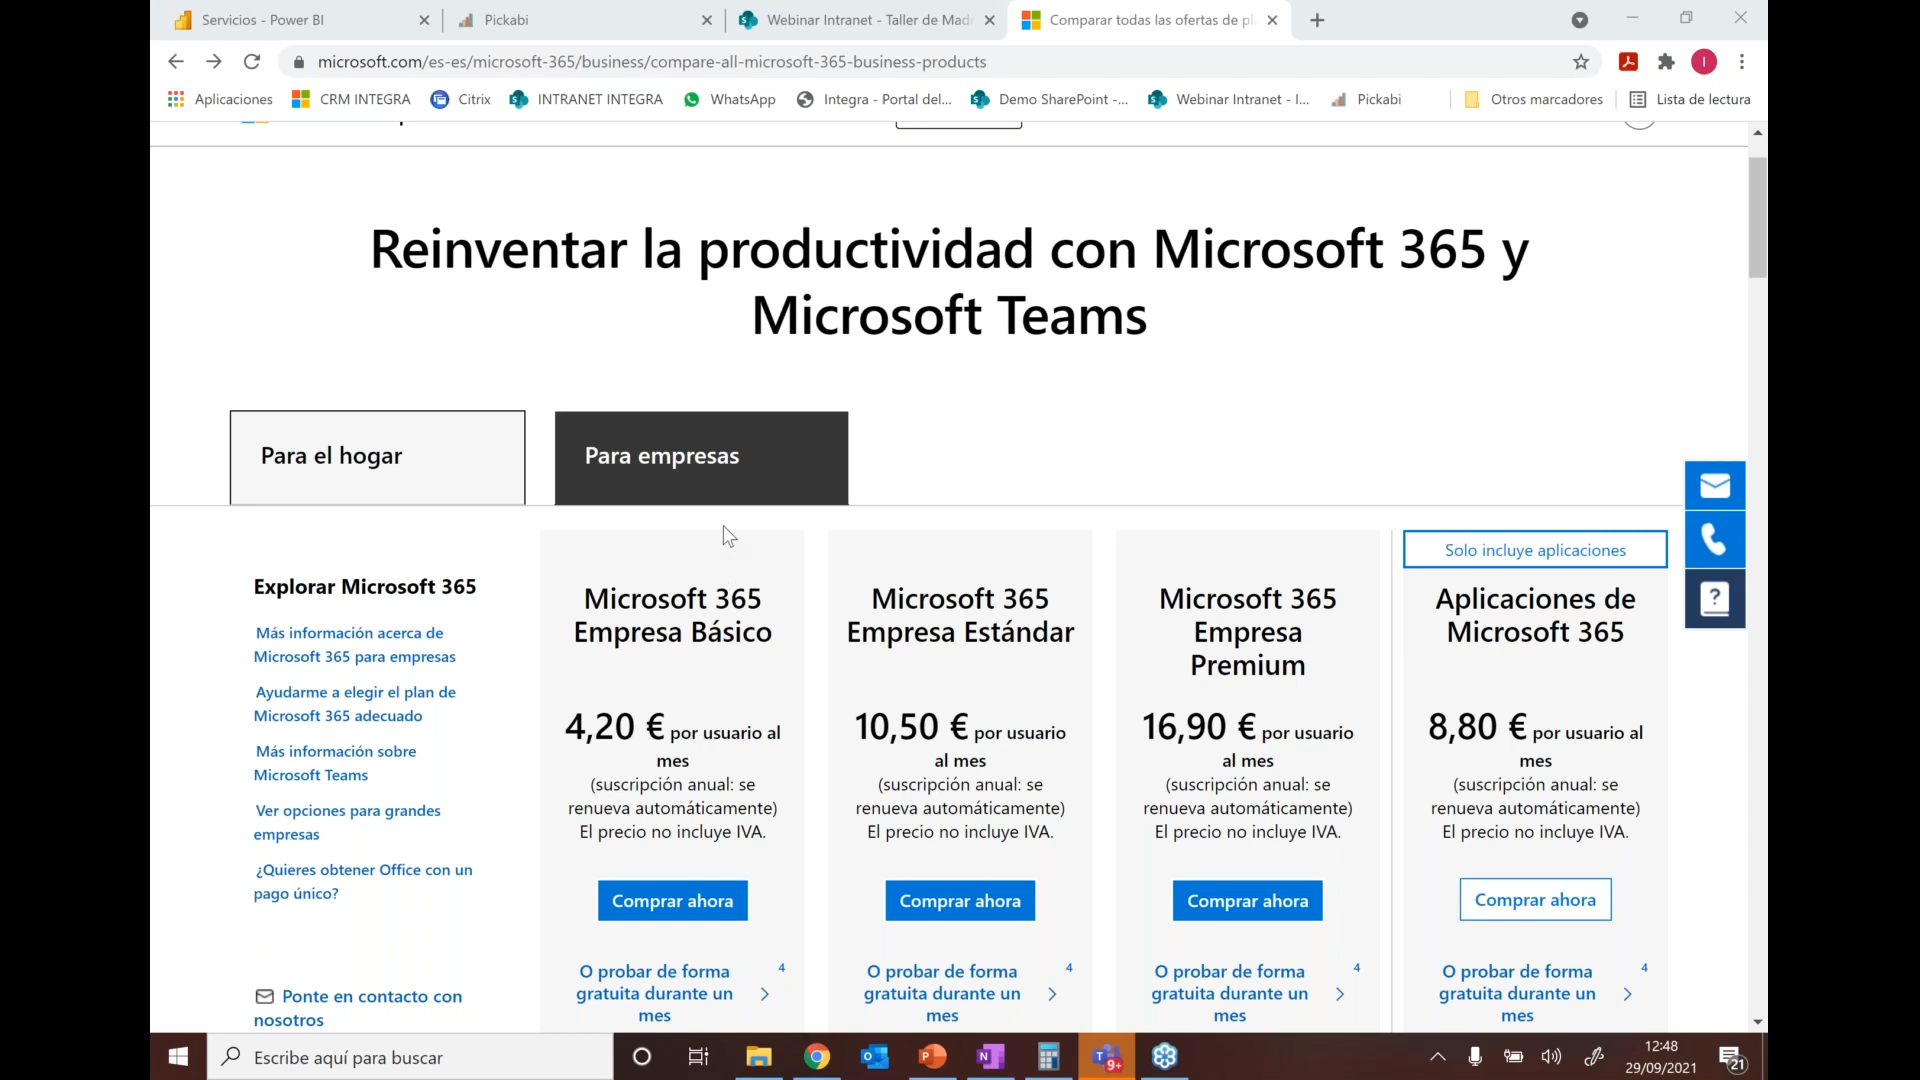 Servicios - Power BI
Pickabi
Webinar Intranet - Taller de Mad
Comparar todas las ofertas de pl
microsoft.com/es-es/microsoft-365/business/compare-all-microsoft-365-business-products
I
Aplicaciones
CRM INTEGRA
Citrix
INTRANET INTEGRA
WhatsApp
Integra - Portal del...
Demo SharePoint -...
Webinar Intranet - I...
Pickabi
Otros marcadores
Lista de lectura
Reinventar la productividad con Microsoft 365 y
Microsoft Teams
Para el hogar
Para empresas
Explorar Microsoft 365
Más información acerca de
Microsoft 365 para empresas
Ayudarme a elegir el plan de
Microsoft 365 adecuado
Más información sobre
Microsoft Teams
Ver opciones para grandes
empresas
¿Quieres obtener Office con un
pago único?
Ponte en contacto con
nosotros
Microsoft 365
Empresa Básico
4,20 € por usuario al
mes
(suscripción anual: se
renueva automáticamente)
El precio no incluye IVA.
Comprar ahora
O probar de forma 4
gratuita durante un
mes
Microsoft 365
Empresa Estándar
10,50 € por usuario
al mes
(suscripción anual: se
renueva automáticamente)
El precio no incluye IVA.
Comprar ahora
O probar de forma 4
gratuita durante un
mes
Microsoft 365
Empresa
Premium
16,90 € por usuario
al mes
(suscripción anual: se
renueva automáticamente)
El precio no incluye IVA.
Comprar ahora
O probar de forma 4
gratuita durante un
mes
Solo incluye aplicaciones
Aplicaciones de
Microsoft 365
8,80 € por usuario al
mes
(suscripción anual: se
renueva automáticamente)
El precio no incluye IVA.
Comprar ahora
O probar de forma 4
gratuita durante un
mes
Escribe aquí para buscar
9+
12:48
29/09/2021
21